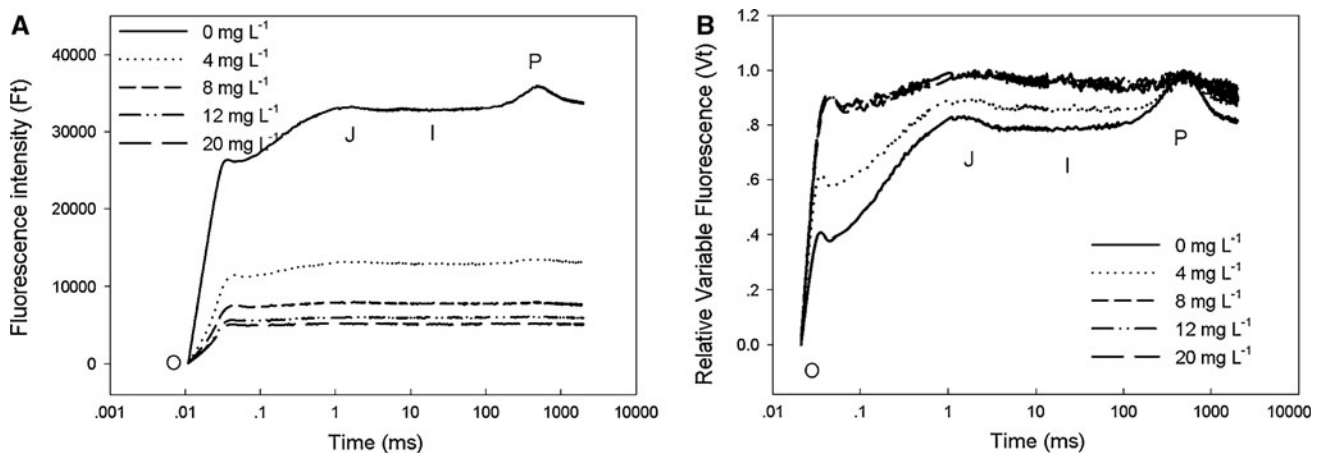 A
Fluorescence intensity (Ft)
40000
30000
20000
10000
0
0 mg L⁻¹
4 mg L⁻¹
8 mg L⁻¹
12 mg L⁻¹
20 mg L⁻¹
P
J
I
O
.001
.01
.1
1
10
100
1000
10000
Time (ms)
B
Relative Variable Fluorescence (Vt)
1.2
1.0
.8
.6
.4
.2
0.0
P
J
I
0 mg L⁻¹
4 mg L⁻¹
8 mg L⁻¹
12 mg L⁻¹
20 mg L⁻¹
O
.01
.1
1
10
100
1000
10000
Time (ms)